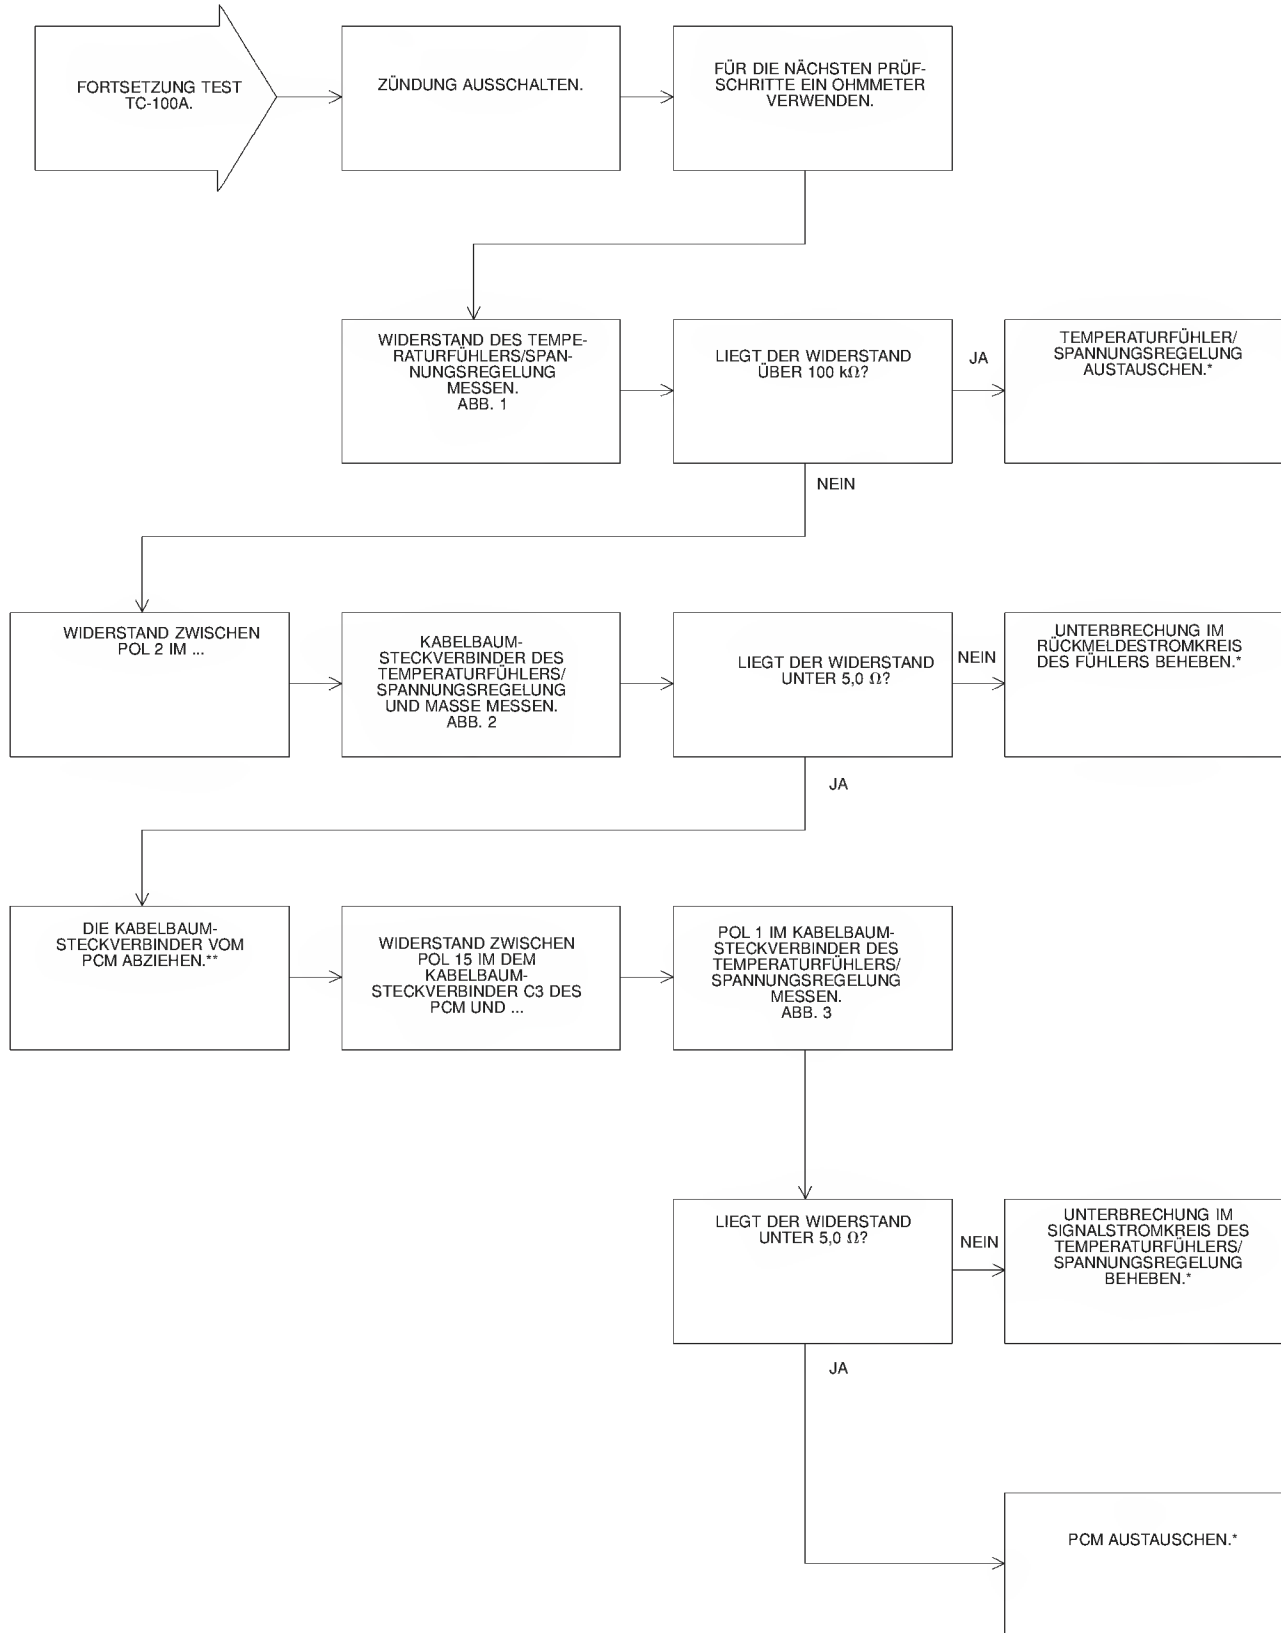 FORTSETZUNG TEST
TC-100A.
ZÜNDUNG AUSSCHALTEN.
FÜR DIE NÄCHSTEN PRÜF-
SCHRITTE EIN OHMMETER
VERWENDEN.
WIDERSTAND DES TEMPE-
RATURFÜHLERS/SPAN-
NUNGSREGELUNG
MESSEN.
ABB. 1
LIEGT DER WIDERSTAND
ÜBER 100 kΩ?
JA
TEMPERATURFÜHLER/
SPANNUNGSREGELUNG
AUSTAUSCHEN.*
NEIN
WIDERSTAND ZWISCHEN
POL 2 IM ...
KABELBAUM-
STECKVERBINDER DES
TEMPERATURFÜHLERS/
SPANNUNGSREGELUNG
UND MASSE MESSEN.
ABB. 2
LIEGT DER WIDERSTAND
UNTER 5,0 Ω?
NEIN
UNTERBRECHUNG IM
RÜCKMELDESTROMKREIS
DES FÜHLERS BEHEBEN.*
JA
DIE KABELBAUM-
STECKVERBINDER VOM
PCM ABZIEHEN.**
WIDERSTAND ZWISCHEN
POL 15 IM DEM
KABELBAUM-
STECKVERBINDER C3 DES
PCM UND ...
POL 1 IM KABELBAUM-
STECKVERBINDER DES
TEMPERATURFÜHLERS/
SPANNUNGSREGELUNG
MESSEN.
ABB. 3
LIEGT DER WIDERSTAND
UNTER 5,0 Ω?
NEIN
UNTERBRECHUNG IM
SIGNALSTROMKREIS DES
TEMPERATURFÜHLERS/
SPANNUNGSREGELUNG
BEHEBEN.*
JA
PCM AUSTAUSCHEN.*